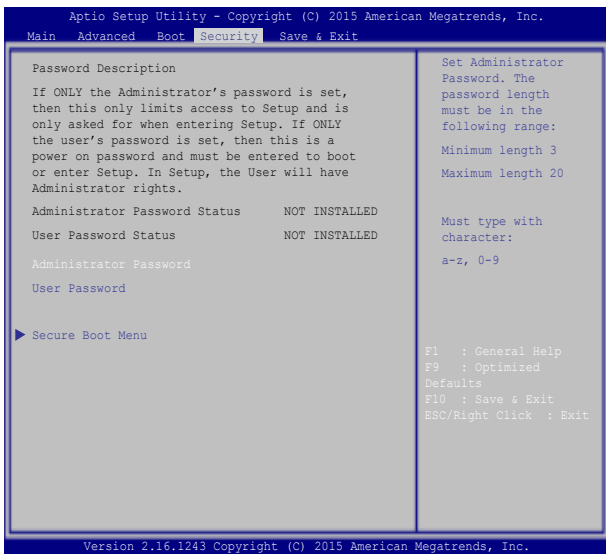 Aptio Setup Utility - Copyright (C) 2015 American Megatrends, Inc.
Main Advanced Boot Security Save & Exit
Password Description
If ONLY the Administrator's password is set,
then this only limits access to Setup and is
only asked for when entering Setup. If ONLY
the user's password is set, then this is a
power on password and must be entered to boot
or enter Setup. In Setup, the User will have
Administrator rights.
Administrator Password Status NOT INSTALLED
User Password Status NOT INSTALLED
Administrator Password
User Password
Secure Boot Menu
Set Administrator
Password. The
password length
must be in the
following range:
Minimum length 3
Maximum length 20
Must type with
character:
a-z, 0-9
F1 : General Help
F9 : Optimized
Defaults
F10 : Save & Exit
ESC/Right Click : Exit
Version 2.16.1243 Copyright (C) 2015 American Megatrends, Inc.